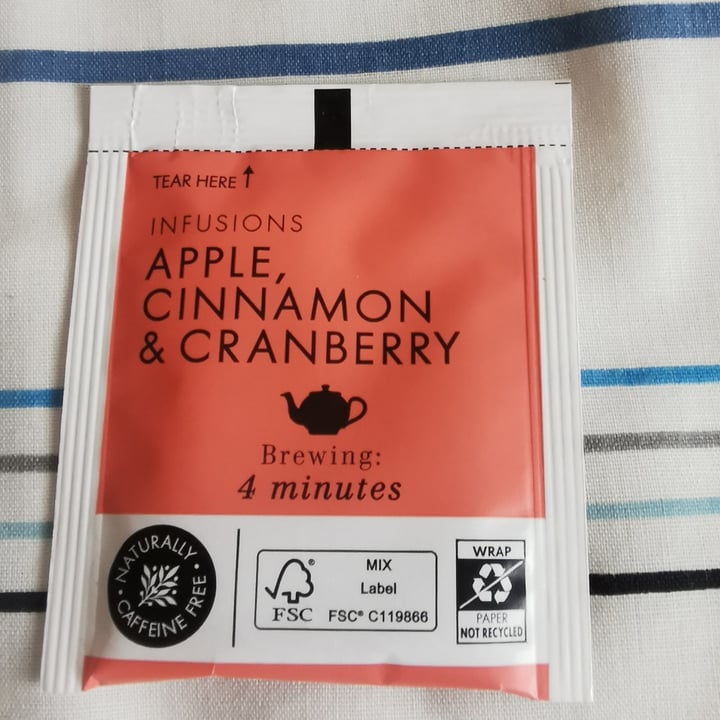 TEAR HERE
INFUSIONS
APPLE,
CINNAMON
& CRANBERRY
Brewing:
4 minutes
NATURALLY
CAFFEINE FREE
FSC®
MIX
Label
FSC® C119866
WRAP
PAPER
NOT RECYCLED